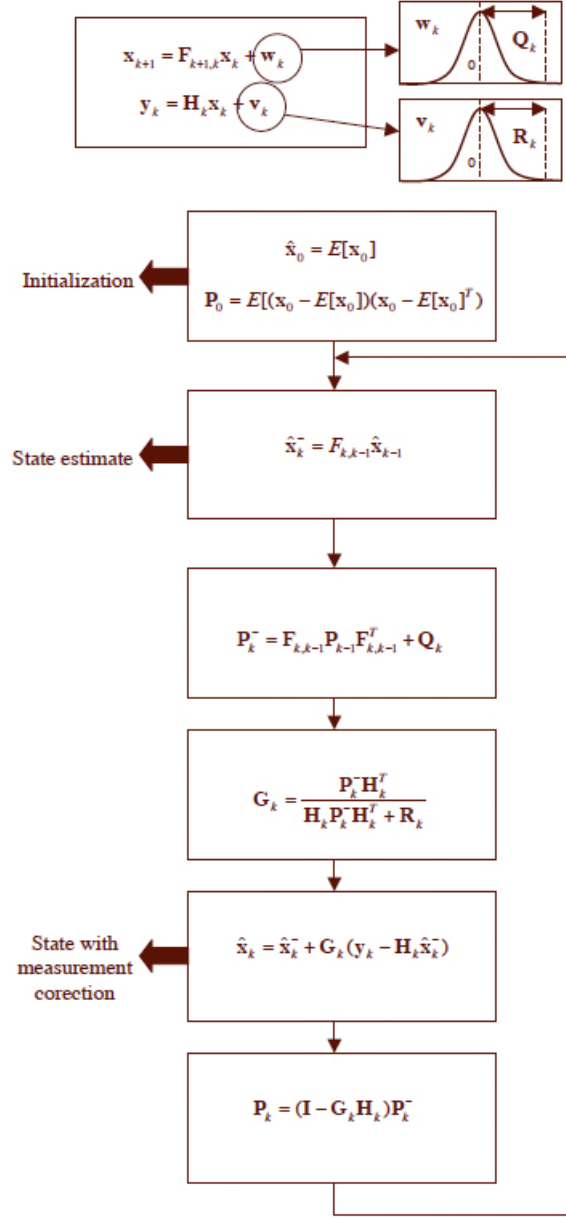 x_{k+1} = F_{k+1,k}x_k + w_k
y_k = H_k x_k + v_k
w_k
Q_k
0
v_k
R_k
0
Initialization
x̂_0 = E[x_0]
P_0 = E[(x_0 − E[x_0])(x_0 − E[x_0]^T)
State estimate
x̂_k^- = F_{k,k−1}x̂_{k−1}
P_k^- = F_{k,k−1}P_{k−1}F_{k,k−1}^T + Q_k
G_k = \frac{P_k^- H_k^T}{H_k P_k^- H_k^T + R_k}
State with
measurement
corection
x̂_k = x̂_k^- + G_k(y_k − H_k x̂_k^-)
P_k = (I − G_k H_k)P_k^-